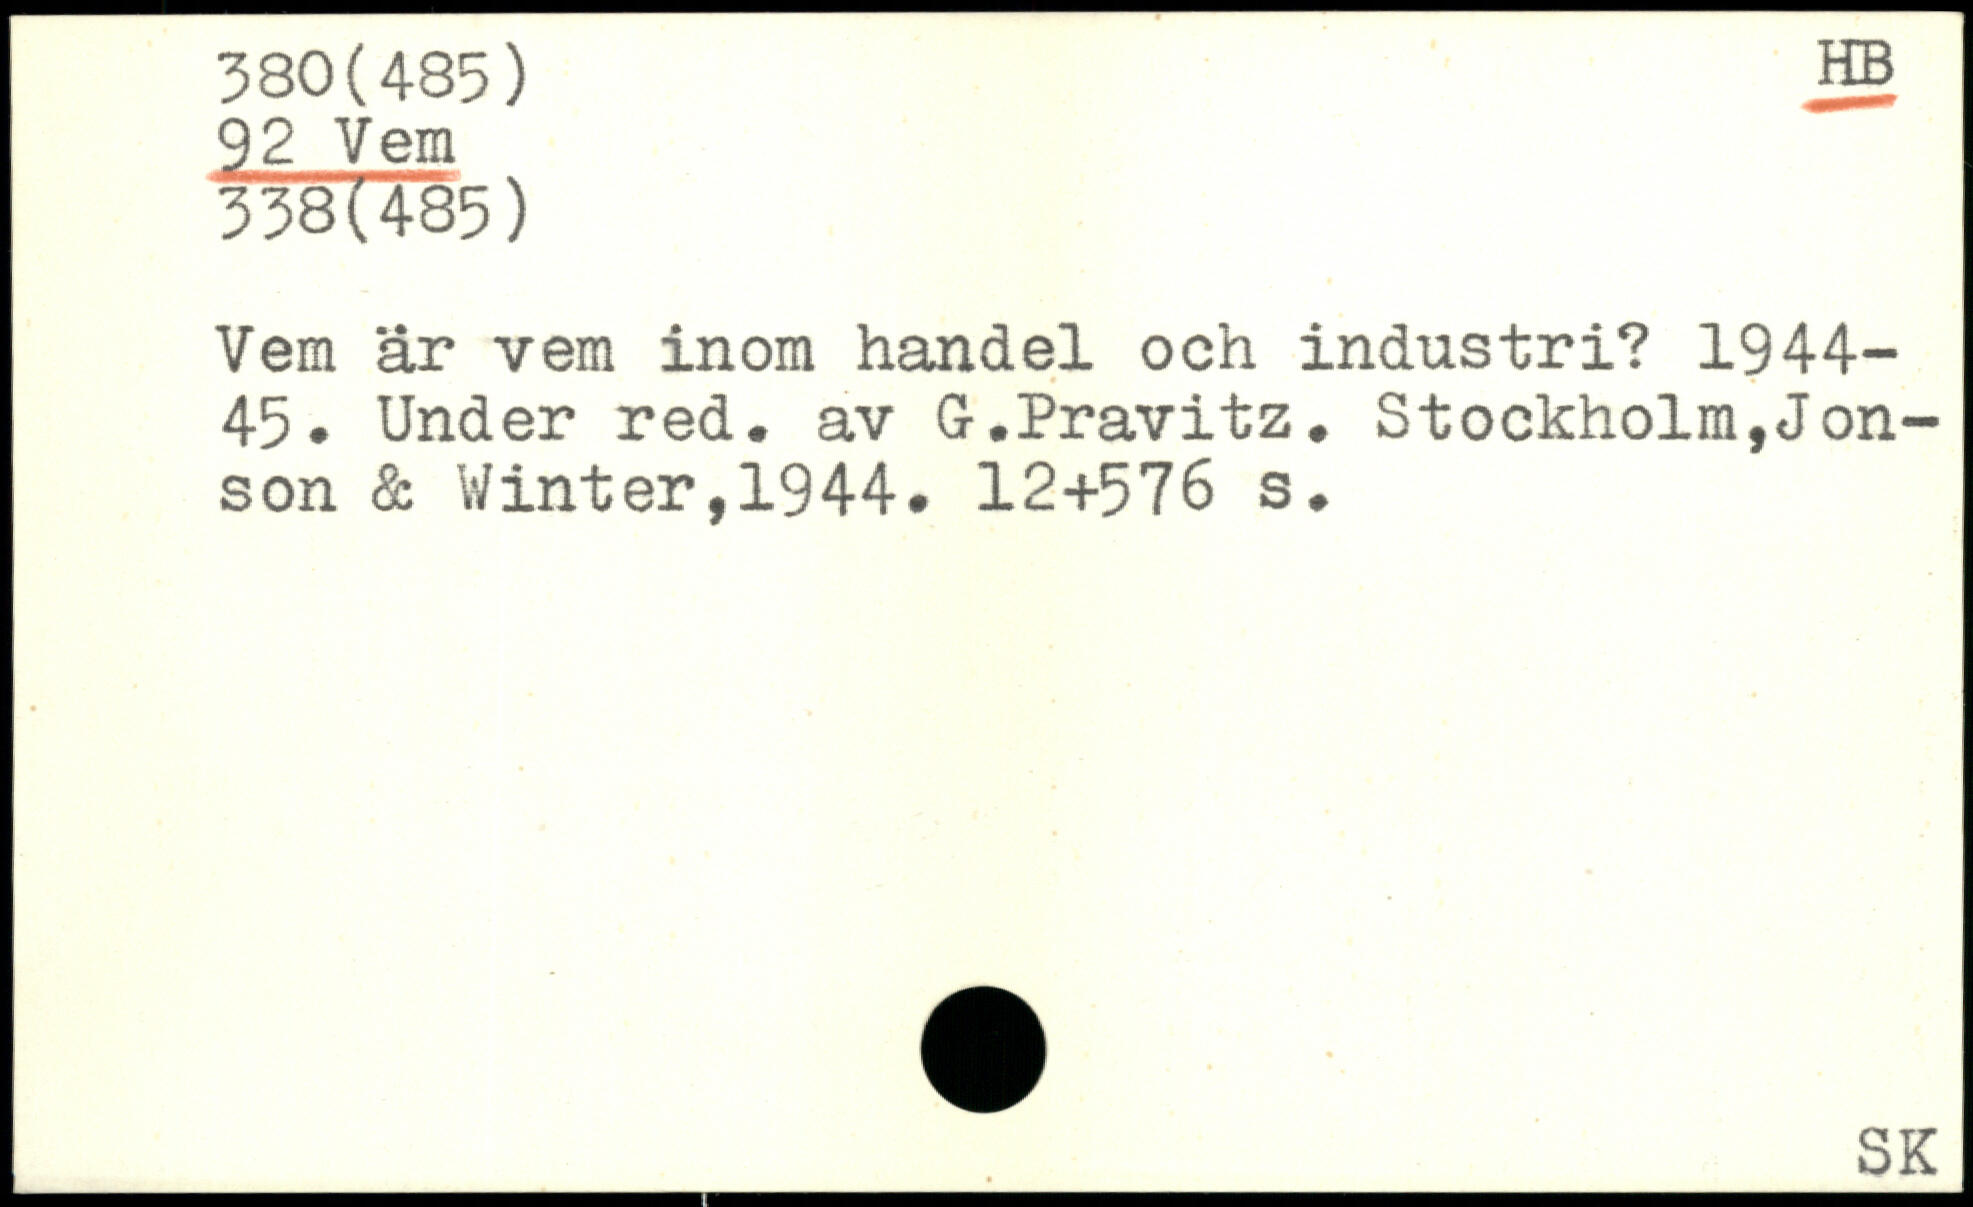 380(485)
HB
92 Vem
338(485)
Vem är vem inom handel och industri? 1944-
45. Under red. av G.Pravitz. Stockholm,Jon-
son & Winter,1944. 12+576 s.
SK